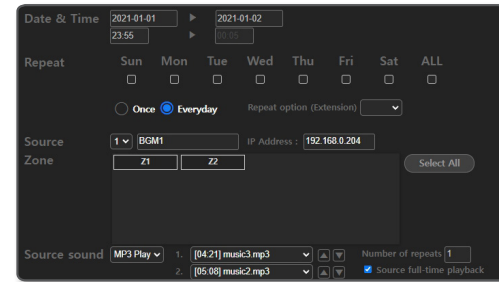 Date & Time 2021-01-01 ▶ 2021-01-02
23:55 ▶ 00:05
Repeat Sun Mon Tue Wed Thu Fri Sat ALL
Once Everyday Repeat option (Extension)
Source 1 BGM1 IP Address : 192.168.0.204
Zone Z1 Z2 Select All
Source sound MP3 Play 1. [04:21] music3.mp3 ▲ ▼ Number of repeats 1
2. [05:08] music2.mp3 ▲ ▼ Source full-time playback